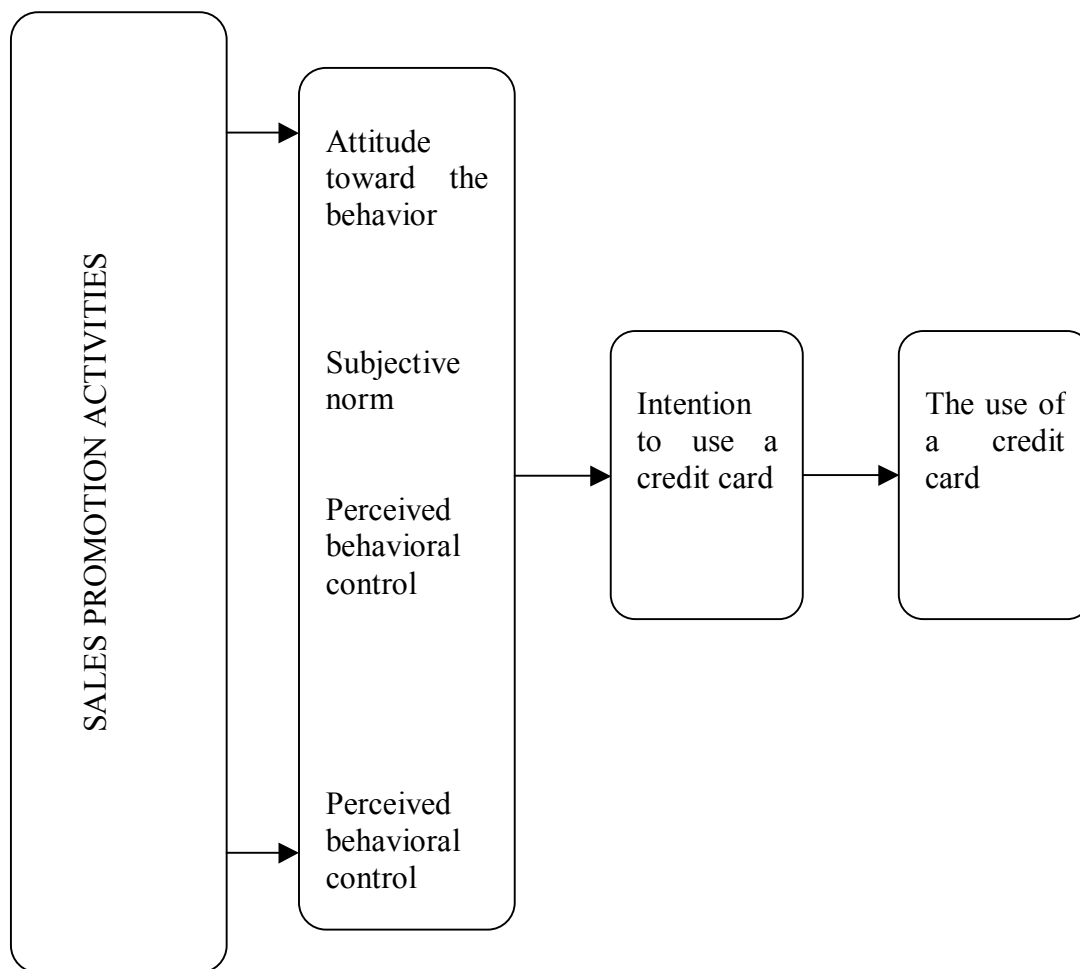 SALES PROMOTION ACTIVITIES
Attitude
toward the
behavior
Subjective
norm
Perceived
behavioral
control
Perceived
behavioral
control
Intention
to use a
credit card
The use of
a credit
card